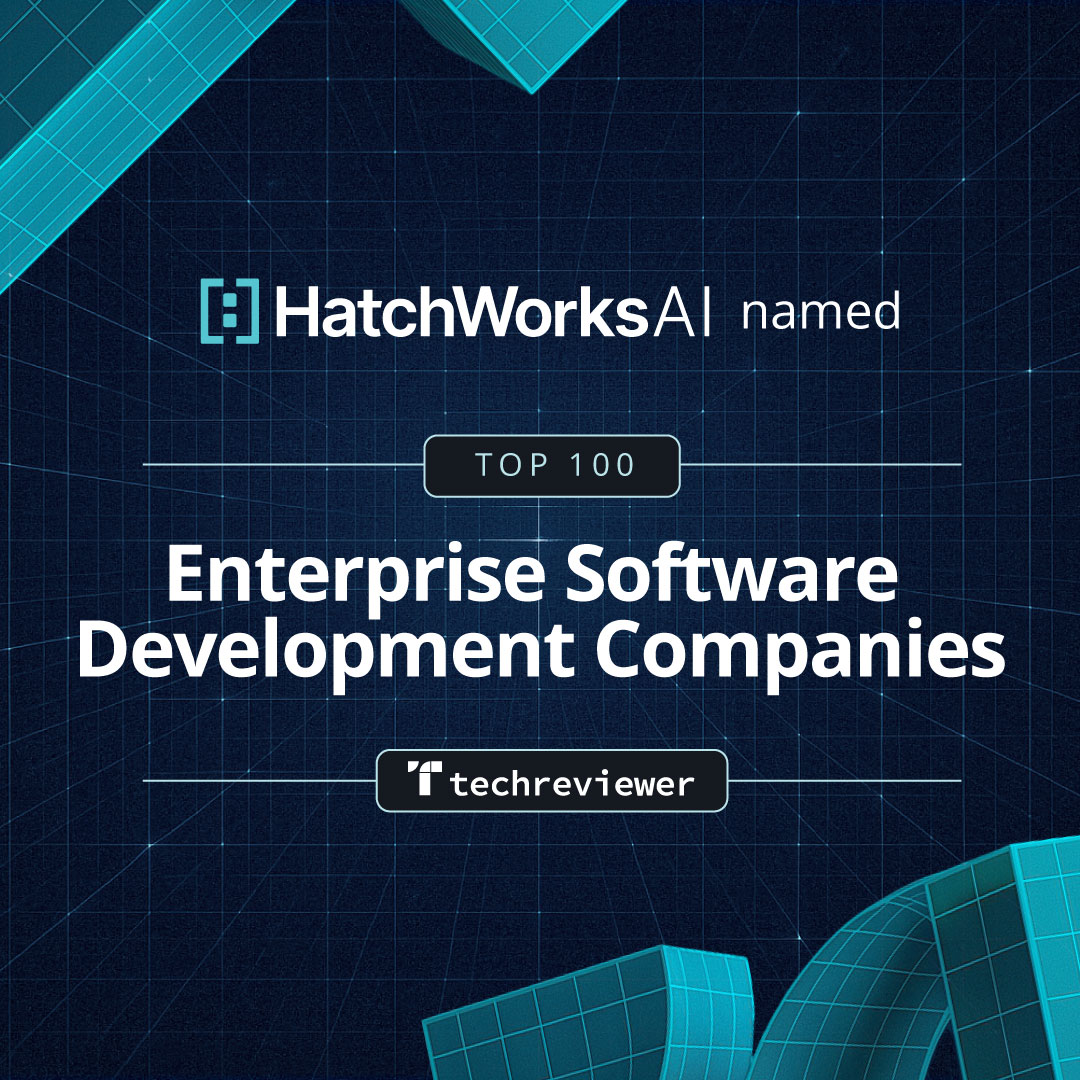 HatchWorksAI named
TOP 100
Enterprise Software
Development Companies
techreviewer